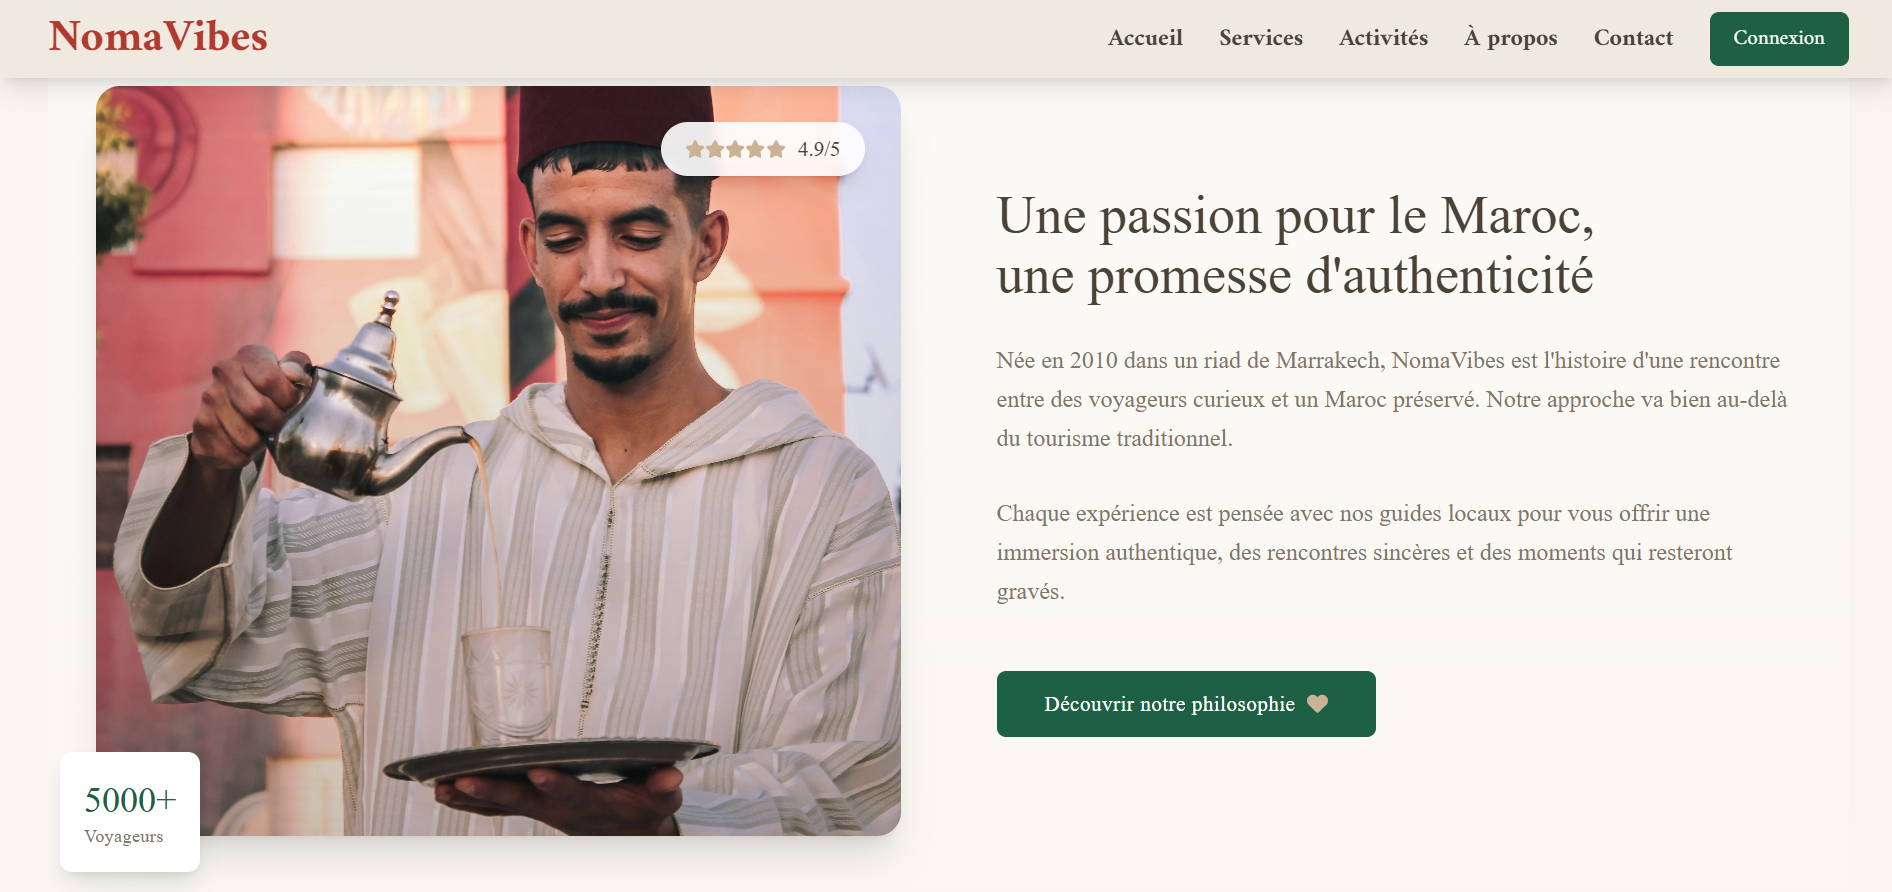 NomaVibes
Accueil
Services
Activités
À propos
Contact
Connexion
4.9/5
Une passion pour le Maroc,
une promesse d'authenticité
Née en 2010 dans un riad de Marrakech, NomaVibes est l'histoire d'une rencontre
entre des voyageurs curieux et un Maroc préservé. Notre approche va bien au-delà
du tourisme traditionnel.
Chaque expérience est pensée avec nos guides locaux pour vous offrir une
immersion authentique, des rencontres sincères et des moments qui resteront
gravés.
Découvrir notre philosophie
5000+
Voyageurs